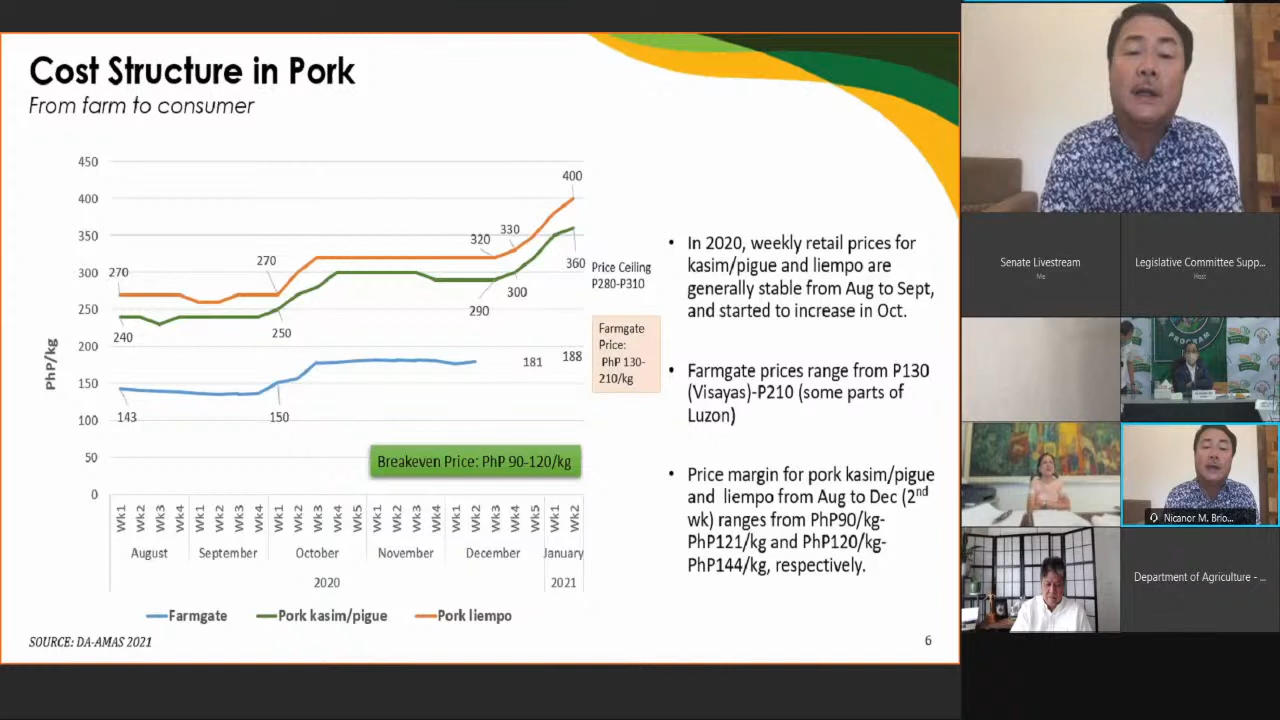 Cost Structure in Pork
From farm to consumer
450
400
350
300
250
200
150
100
50
0
PhP/kg
270
240
143
270
250
150
320
330
290
300
400
360
181
188
Price Ceiling
P280-P310
Farmgate
Price:
PhP 130-
210/kg
Breakeven Price: PhP 90-120/kg
Wk1 Wk2 Wk3 Wk4 Wk1 Wk2 Wk3 Wk4 Wk1 Wk2 Wk3 Wk4 Wk5 Wk1 Wk2 Wk3 Wk4 Wk1 Wk2 Wk3 Wk4 Wk5 Wk1 Wk2
August September October November December January
2020 2021
Farmgate Pork kasim/pigue Pork liempo
SOURCE: DA-AMAS 2021
• In 2020, weekly retail prices for
kasim/pigue and liempo are
generally stable from Aug to Sept,
and started to increase in Oct.
• Farmgate prices range from P130
(Visayas)-P210 (some parts of
Luzon)
• Price margin for pork kasim/pigue
and liempo from Aug to Dec (2nd
wk) ranges from PhP90/kg-
PhP121/kg and PhP120/kg-
PhP144/kg, respectively.
6
Senate Livestream
Me
Legislative Committee Supp...
Host
PROGRAM
Nicanor M. Brio...
Department of Agriculture - ...